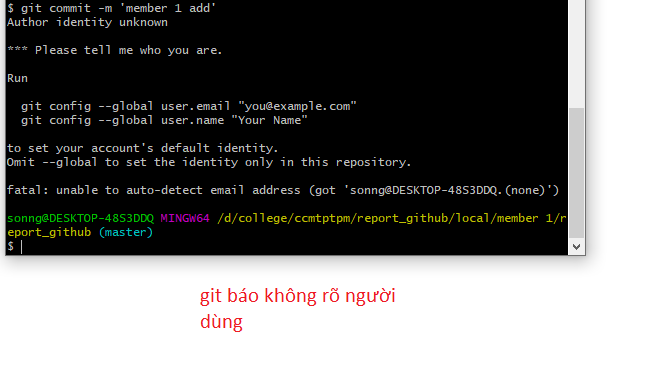 $ git commit -m 'member 1 add'
Author identity unknown
*** Please tell me who you are.
Run
git config --global user.email "you@example.com"
git config --global user.name "Your Name"
to set your account's default identity.
Omit --global to set the identity only in this repository.
fatal: unable to auto-detect email address (got 'sonng@DESKTOP-48S3DDQ.(none)')
sonng@DESKTOP-48S3DDQ MINGW64 /d/college/ccmtptpm/report_github/local/member 1/r
eport_github (master)
$
git báo không rõ người
dùng